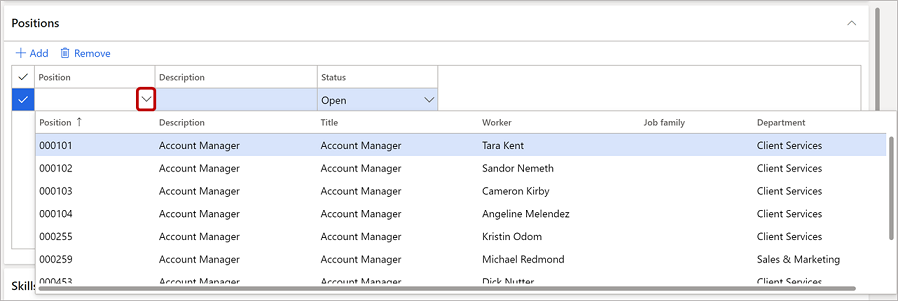 Positions
Add Remove
Position Description Status
Open
Position Description Title Worker Job family Department
000101 Account Manager Account Manager Tara Kent Client Services
000102 Account Manager Account Manager Sandor Nemeth Client Services
000103 Account Manager Account Manager Cameron Kirby Client Services
000104 Account Manager Account Manager Angeline Melendez Client Services
000255 Account Manager Account Manager Kristin Odom Client Services
000259 Account Manager Account Manager Michael Redmond Sales & Marketing
000453 Account Manager Account Manager Dick Nutter Client Services
Skills